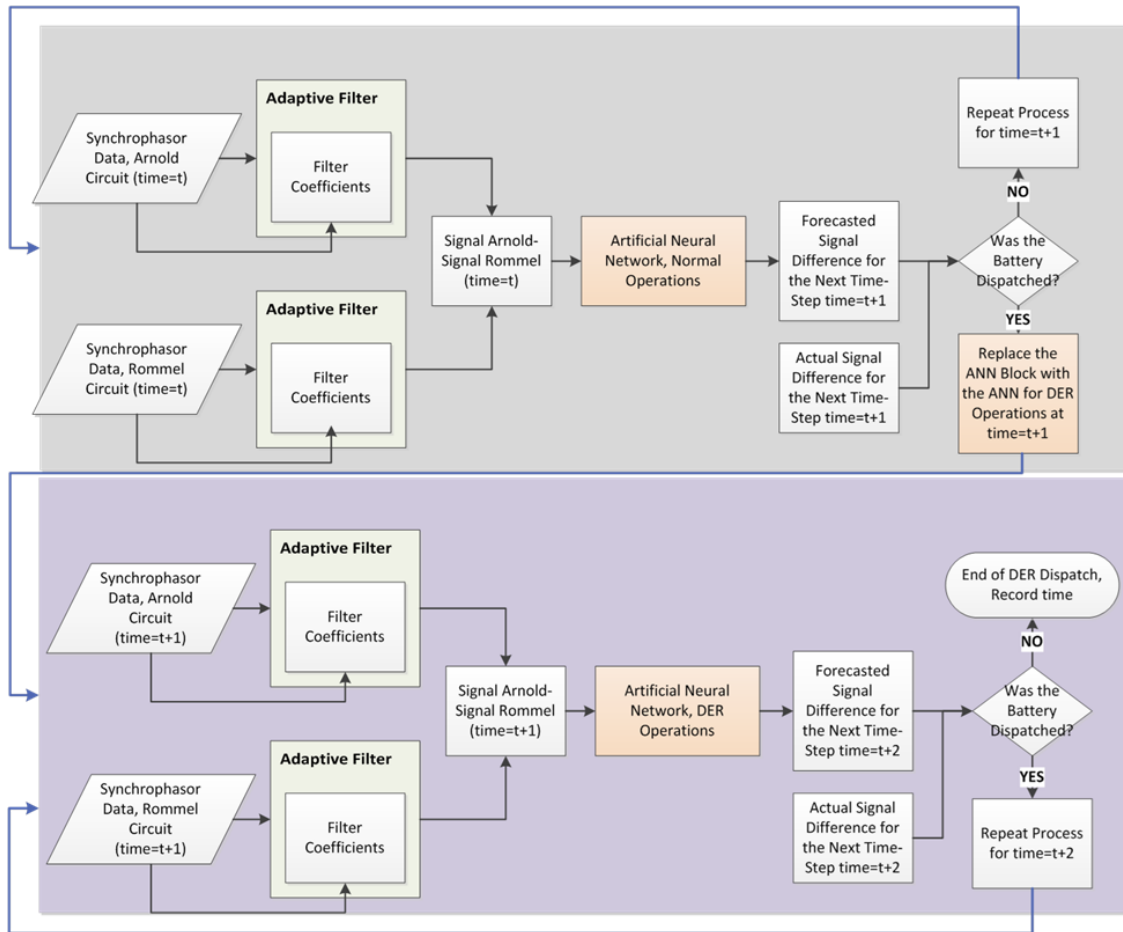 Adaptive Filter
Synchrophasor
Data, Arnold
Circuit (time=t)
Filter
Coefficients
Repeat Process
for time=t+1
NO
Signal Arnold-
Signal Rommel
(time=t)
Artificial Neural
Network, Normal
Operations
Forecasted
Signal
Difference for
the Next Time-
Step time=t+1
Was the
Battery
Dispatched?
YES
Adaptive Filter
Synchrophasor
Data, Rommel
Circuit (time=t)
Filter
Coefficients
Actual Signal
Difference for
the Next Time-
Step time=t+1
Replace the
ANN Block with
the ANN for DER
Operations at
time=t+1
Adaptive Filter
Synchrophasor
Data, Arnold
Circuit
(time=t+1)
Filter
Coefficients
End of DER Dispatch,
Record time
NO
Signal Arnold-
Signal Rommel
(time=t+1)
Artificial Neural
Network, DER
Operations
Forecasted
Signal
Difference for
the Next Time-
Step time=t+2
Was the
Battery
Dispatched?
YES
Adaptive Filter
Synchrophasor
Data, Rommel
Circuit
(time=t+1)
Filter
Coefficients
Actual Signal
Difference for
the Next Time-
Step time=t+2
Repeat Process
for time=t+2